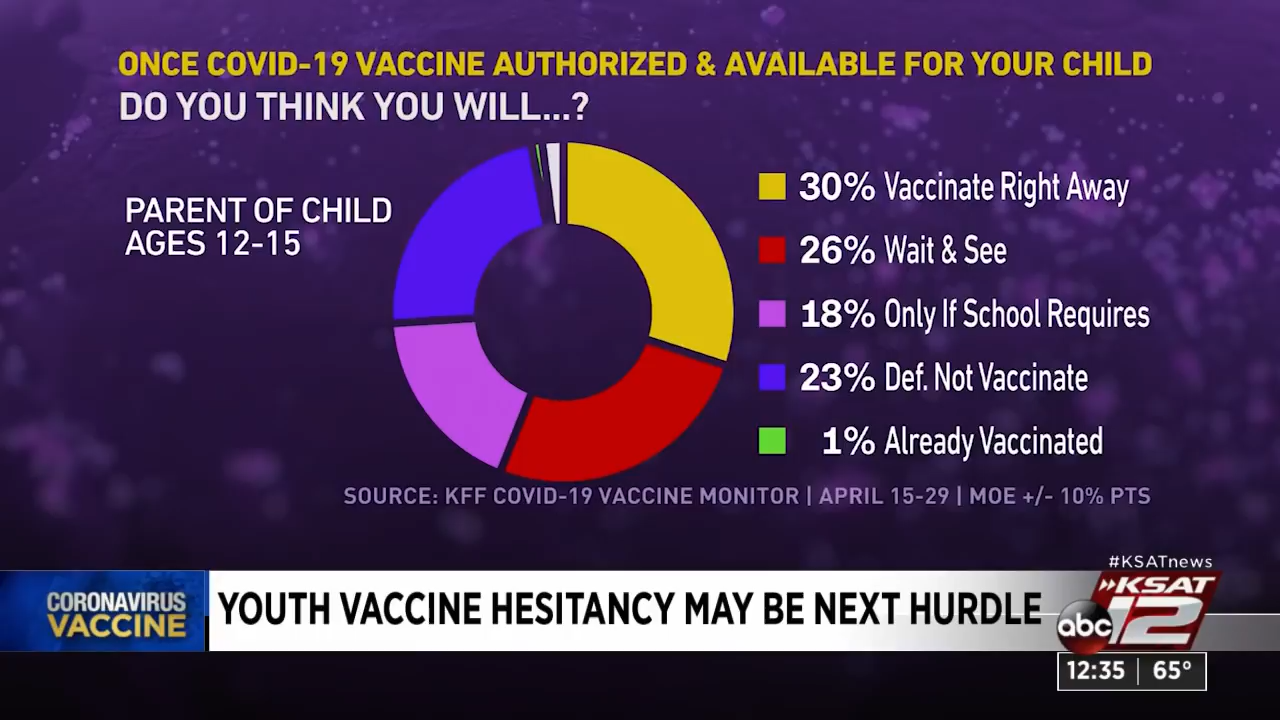 ONCE COVID-19 VACCINE AUTHORIZED & AVAILABLE FOR YOUR CHILD
DO YOU THINK YOU WILL...?
PARENT OF CHILD
AGES 12-15
30% Vaccinate Right Away
26% Wait & See
18% Only If School Requires
23% Def. Not Vaccinate
1% Already Vaccinated
SOURCE: KFF COVID-19 VACCINE MONITOR | APRIL 15-29 | MOE +/- 10% PTS
#KSATnews
CORONAVIRUS
VACCINE
YOUTH VACCINE HESITANCY MAY BE NEXT HURDLE
KSAT
abc 12
12:35 | 65°